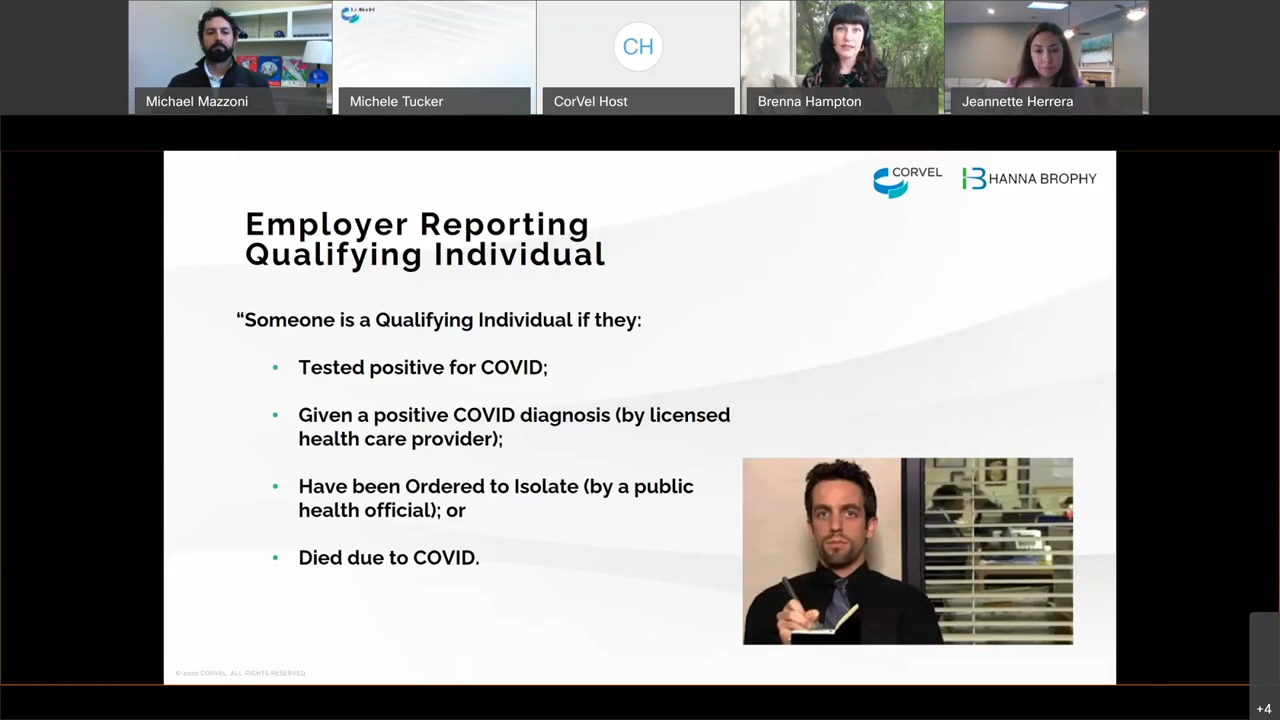 CH
Michael Mazzoni
Michele Tucker
CorVel Host
Brenna Hampton
Jeannette Herrera
CORVEL
HANNA BROPHY
Employer Reporting
Qualifying Individual
“Someone is a Qualifying Individual if they:
• Tested positive for COVID;
• Given a positive COVID diagnosis (by licensed
health care provider);
• Have been Ordered to Isolate (by a public
health official); or
• Died due to COVID.
© 2020 CORVEL. ALL RIGHTS RESERVED.
+4